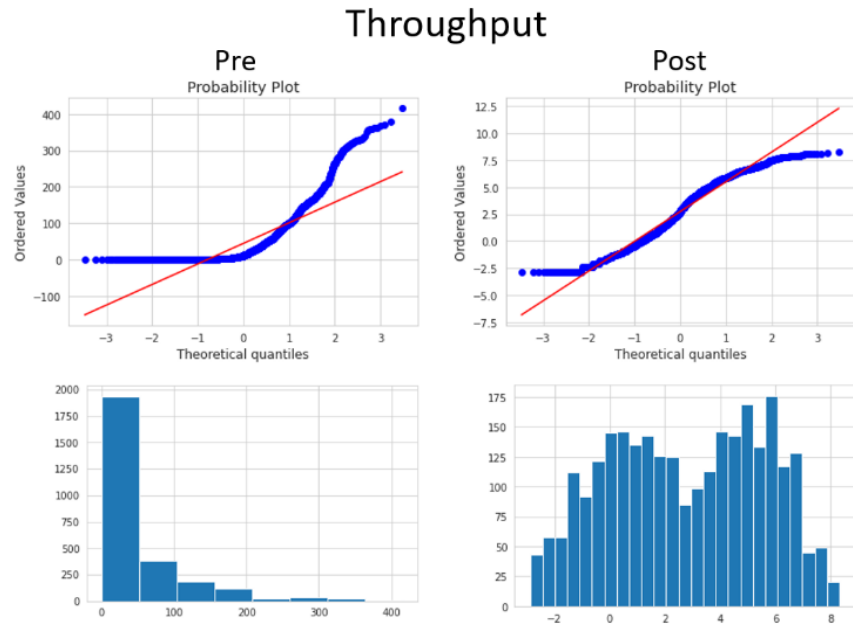 Throughput
Pre
Post
Probability Plot
Probability Plot
400
300
200
100
0
−100
Ordered Values
−3 −2 −1 0 1 2 3
Theoretical quantiles
12.5
10.0
7.5
5.0
2.5
0.0
−2.5
−5.0
−7.5
Ordered Values
−3 −2 −1 0 1 2 3
Theoretical quantiles
2000
1750
1500
1250
1000
750
500
250
0
0 100 200 300 400
175
150
125
100
75
50
25
0
−2 0 2 4 6 8